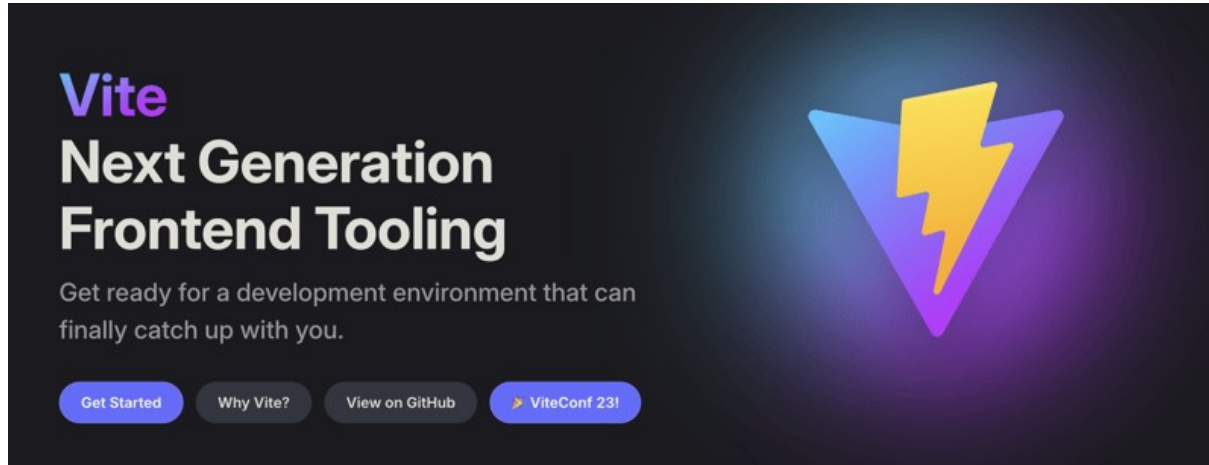 Vite
Next Generation
Frontend Tooling
Get ready for a development environment that can
finally catch up with you.
Get Started
Why Vite?
View on GitHub
🎉 ViteConf 23!